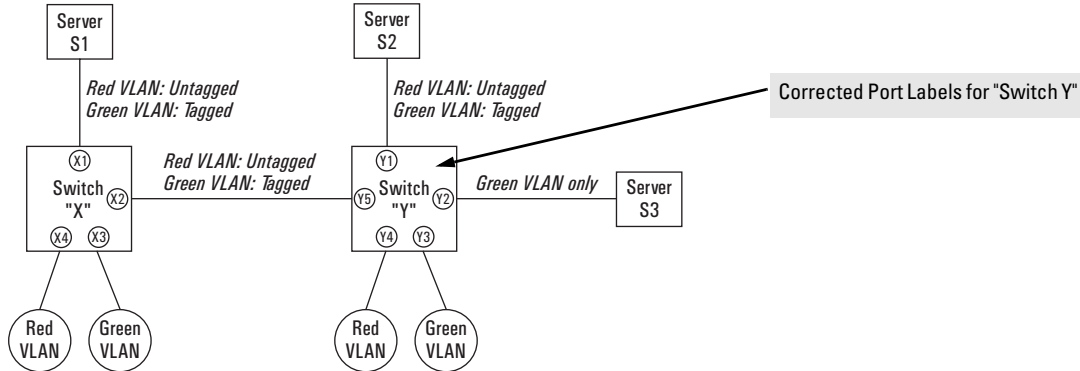 Server
S1
Server
S2
Red VLAN: Untagged
Green VLAN: Tagged
Red VLAN: Untagged
Green VLAN: Tagged
Corrected Port Labels for "Switch Y"
X1
Switch
"X"
X2
X4
X3
Red VLAN: Untagged
Green VLAN: Tagged
Y1
Switch
"Y"
Y5
Y2
Y4
Y3
Green VLAN only
Server
S3
Red
VLAN
Green
VLAN
Red
VLAN
Green
VLAN